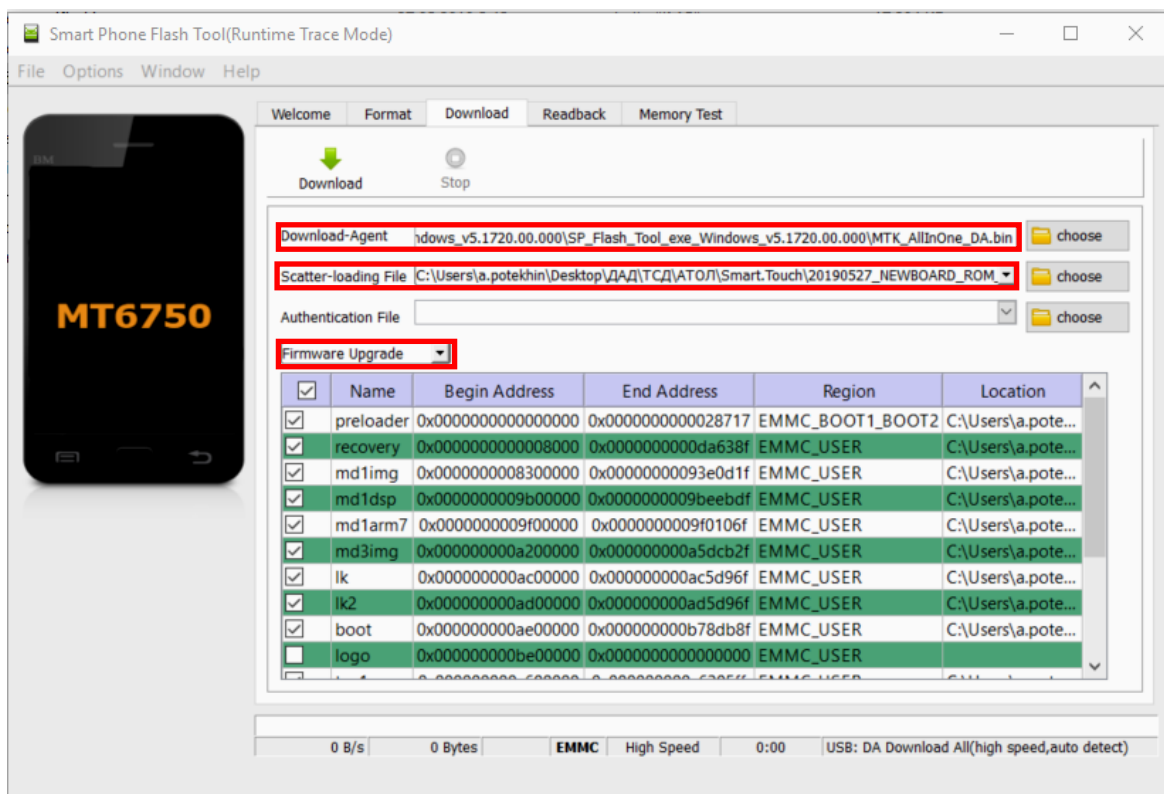 Smart Phone Flash Tool(Runtime Trace Mode)
File Options Window Help
Welcome Format Download Readback Memory Test
BM
Download Stop
Download-Agent ndows_v5.1720.00.000\SP_Flash_Tool_exe_Windows_v5.1720.00.000\MTK_AllInOne_DA.bin choose
Scatter-loading File C:\Users\a.potekhin\Desktop\ДАД\ТСД\АТОЛ\Smart.Touch\20190527_NEWBOARD_ROM_ choose
MT6750
Authentication File choose
Firmware Upgrade
Name Begin Address End Address Region Location
preloader 0x0000000000000000 0x0000000000028717 EMMC_BOOT1_BOOT2 C:\Users\a.pote...
recovery 0x0000000000008000 0x0000000000da638f EMMC_USER C:\Users\a.pote...
md1img 0x0000000008300000 0x00000000093e0d1f EMMC_USER C:\Users\a.pote...
md1dsp 0x0000000009b00000 0x0000000009beebdf EMMC_USER C:\Users\a.pote...
md1arm7 0x0000000009f00000 0x0000000009f0106f EMMC_USER C:\Users\a.pote...
md3img 0x000000000a200000 0x000000000a5dcb2f EMMC_USER C:\Users\a.pote...
lk 0x000000000ac00000 0x000000000ac5d96f EMMC_USER C:\Users\a.pote...
lk2 0x000000000ad00000 0x000000000ad5d96f EMMC_USER C:\Users\a.pote...
boot 0x000000000ae00000 0x000000000b78db8f EMMC_USER C:\Users\a.pote...
logo 0x000000000be00000 0x0000000000000000 EMMC_USER
0 B/s 0 Bytes EMMC High Speed 0:00 USB: DA Download All(high speed,auto detect)